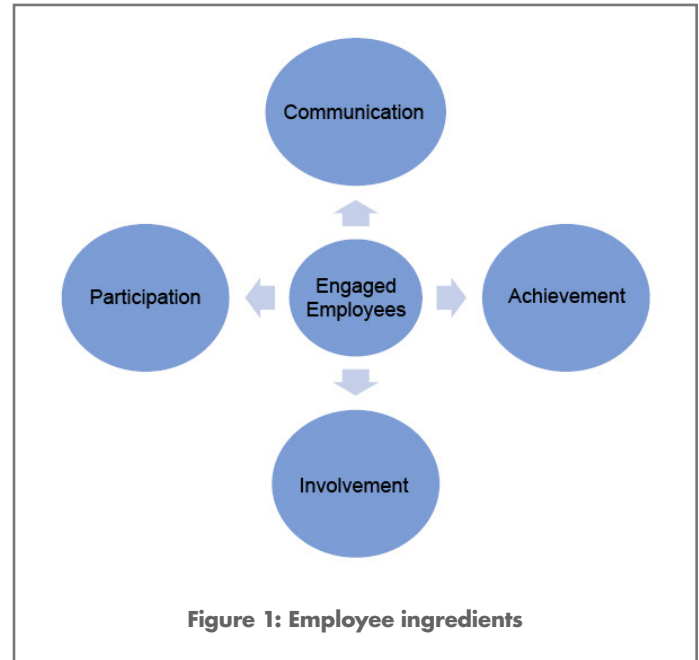 Communication
Participation
Engaged
Employees
Achievement
Involvement
Figure 1: Employee ingredients